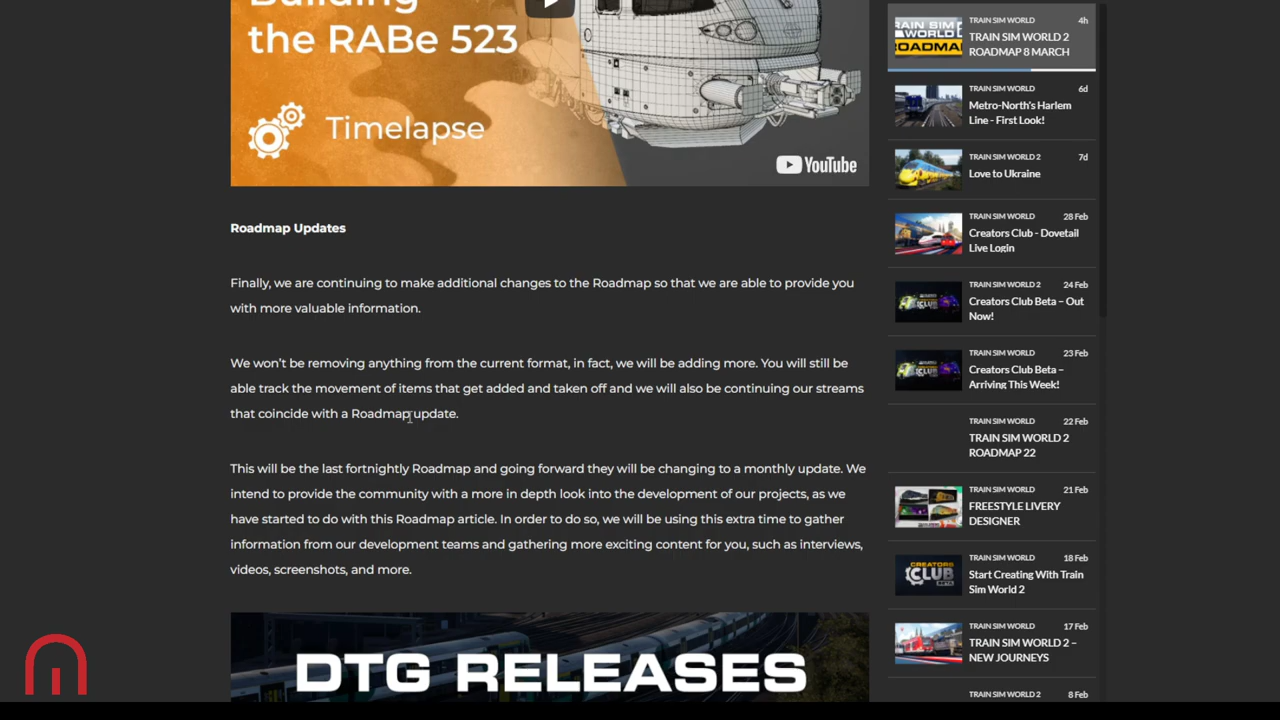 Building
the RABe 523
Timelapse
YouTube
Roadmap Updates
Finally, we are continuing to make additional changes to the Roadmap so that we are able to provide you
with more valuable information.
We won't be removing anything from the current format, in fact, we will be adding more. You will still be
able track the movement of items that get added and taken off and we will also be continuing our streams
that coincide with a Roadmap update.
This will be the last fortnightly Roadmap and going forward they will be changing to a monthly update. We
intend to provide the community with a more in depth look into the development of our projects, as we
have started to do with this Roadmap article. In order to do so, we will be using this extra time to gather
information from our development teams and gathering more exciting content for you, such as interviews,
videos, screenshots, and more.
DTG RELEASES
TRAIN SIM WORLD 4h
TRAIN SIM WORLD 2
ROADMAP 8 MARCH
TRAIN SIM WORLD 6d
Metro-North's Harlem
Line - First Look!
TRAIN SIM WORLD 2 7d
Love to Ukraine
TRAIN SIM WORLD 28 Feb
Creators Club - Dovetail
Live Login
TRAIN SIM WORLD 2 24 Feb
Creators Club Beta – Out
Now!
TRAIN SIM WORLD 23 Feb
Creators Club Beta –
Arriving This Week!
TRAIN SIM WORLD 22 Feb
TRAIN SIM WORLD 2
ROADMAP 22
TRAIN SIM WORLD 21 Feb
FREESTYLE LIVERY
DESIGNER
TRAIN SIM WORLD 18 Feb
Start Creating With Train
Sim World 2
TRAIN SIM WORLD 17 Feb
TRAIN SIM WORLD 2 –
NEW JOURNEYS
TRAIN SIM WORLD 2 8 Feb